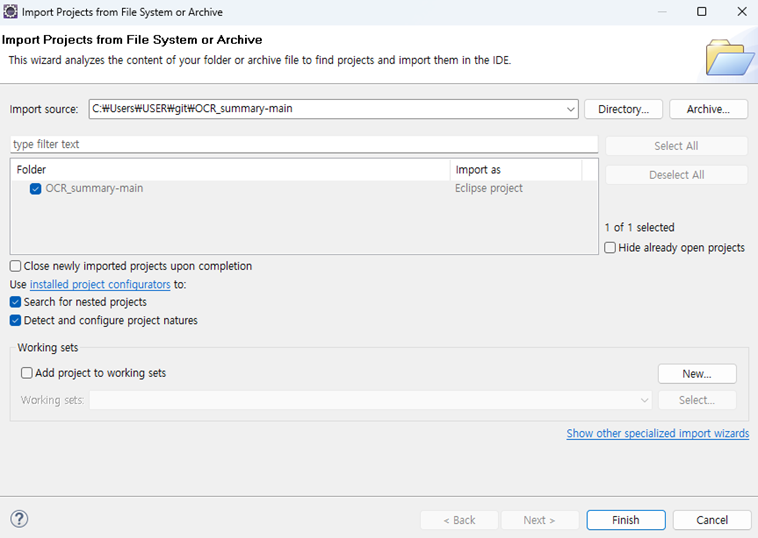 Import Projects from File System or Archive
Import Projects from File System or Archive
This wizard analyzes the content of your folder or archive file to find projects and import them in the IDE.
Import source: C:₩Users₩USER₩git₩OCR_summary-main Directory... Archive...
type filter text Select All
Folder Import as Deselect All
OCR_summary-main Eclipse project
1 of 1 selected
Hide already open projects
Close newly imported projects upon completion
Use installed project configurators to:
Search for nested projects
Detect and configure project natures
Working sets
Add project to working sets New...
Working sets: Select...
Show other specialized import wizards
? < Back Next > Finish Cancel